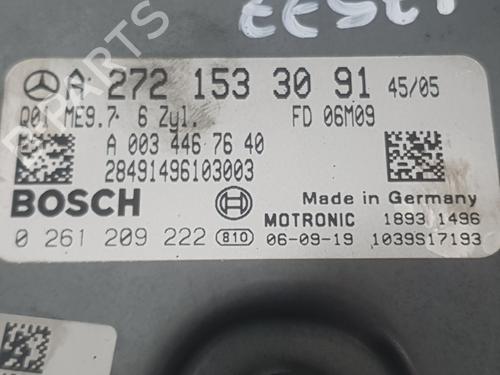 A 272 153 30 91 45/05
Q01 ME9.7 6 Zyl. FD 06M09
A 003 446 76 40
28491496103003
BOSCH Made in Germany
MOTRONIC 1893 1496
0 261 209 222 810 06-09-19 1039S17193
B-PARTS